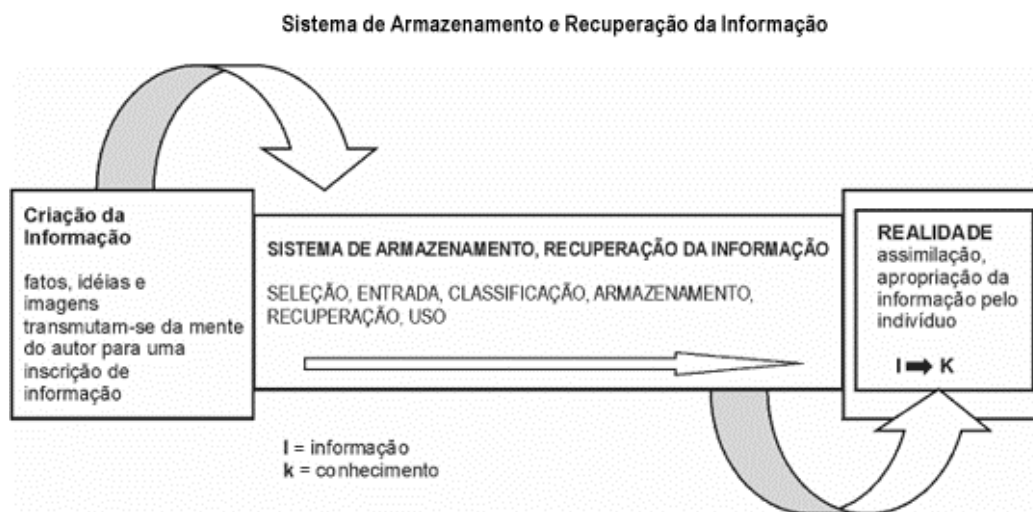 Sistema de Armazenamento e Recuperação da Informação
Criação da
Informação
fatos, idéias e
imagens
transmutam-se da mente
do autor para uma
inscrição de
informação
SISTEMA DE ARMAZENAMENTO, RECUPERAÇÃO DA INFORMAÇÃO
SELEÇÃO, ENTRADA, CLASSIFICAÇÃO, ARMAZENAMENTO,
RECUPERAÇÃO, USO
REALIDADE
assimilação,
apropriação da
informação pelo
indivíduo
I ➡ K
I = informação
k = conhecimento